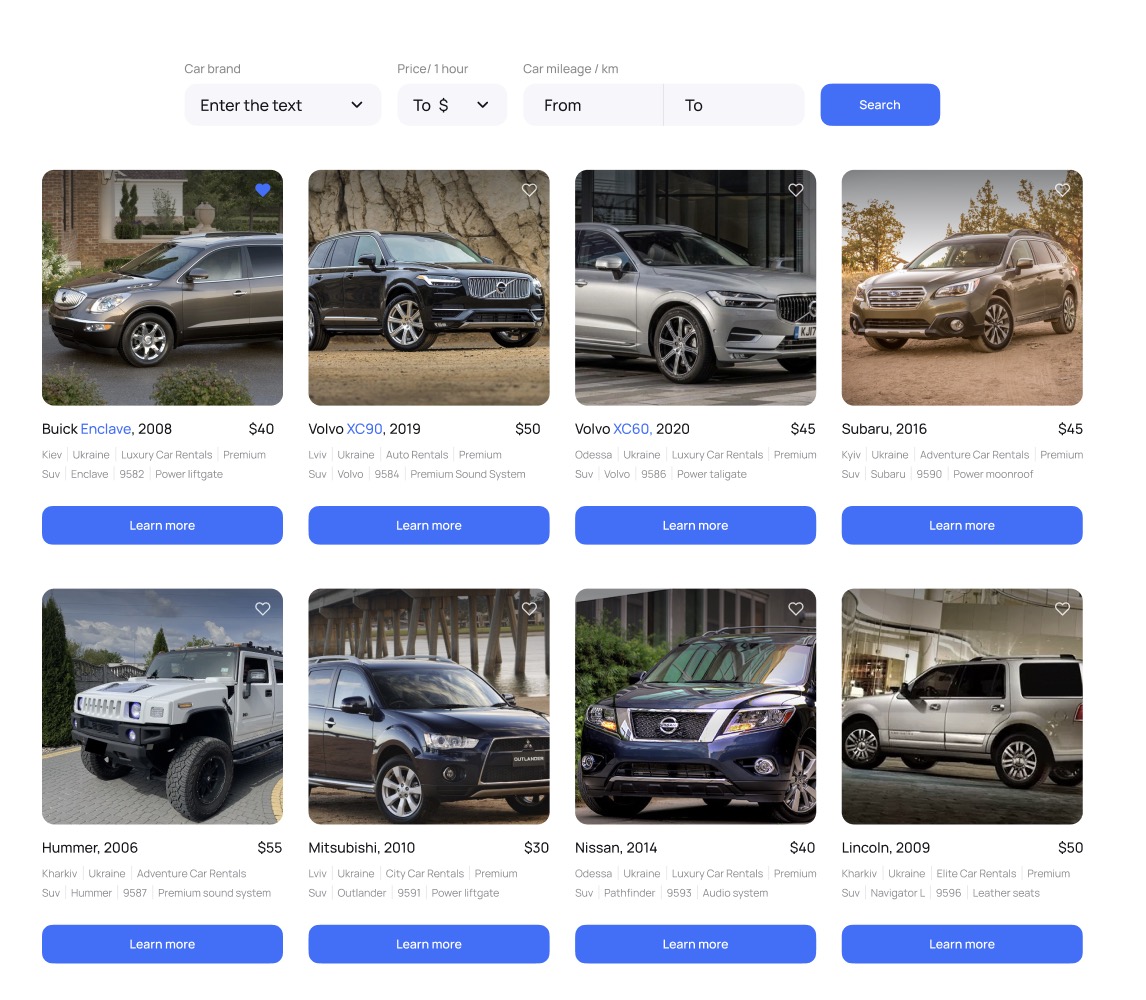 Car brand
Price/ 1 hour
Car mileage / km
Enter the text
To $
From
To
Search
Buick Enclave, 2008
$40
Kiev Ukraine Luxury Car Rentals Premium
Suv Enclave 9582 Power liftgate
Learn more
Volvo XC90, 2019
$50
Lviv Ukraine Auto Rentals Premium
Suv Volvo 9584 Premium Sound System
Learn more
KJ17
Volvo XC60, 2020
$45
Odessa Ukraine Luxury Car Rentals Premium
Suv Volvo 9586 Power taligate
Learn more
Subaru, 2016
$45
Kyiv Ukraine Adventure Car Rentals Premium
Suv Subaru 9590 Power moonroof
Learn more
Hummer, 2006
$55
Kharkiv Ukraine Adventure Car Rentals
Suv Hummer 9587 Premium sound system
Learn more
OUTLANDER
Mitsubishi, 2010
$30
Lviv Ukraine City Car Rentals Premium
Suv Outlander 9591 Power liftgate
Learn more
NISSAN
Nissan, 2014
$40
Odessa Ukraine Luxury Car Rentals Premium
Suv Pathfinder 9593 Audio system
Learn more
Lincoln, 2009
$50
Kharkiv Ukraine Elite Car Rentals Premium
Suv Navigator L 9596 Leather seats
Learn more